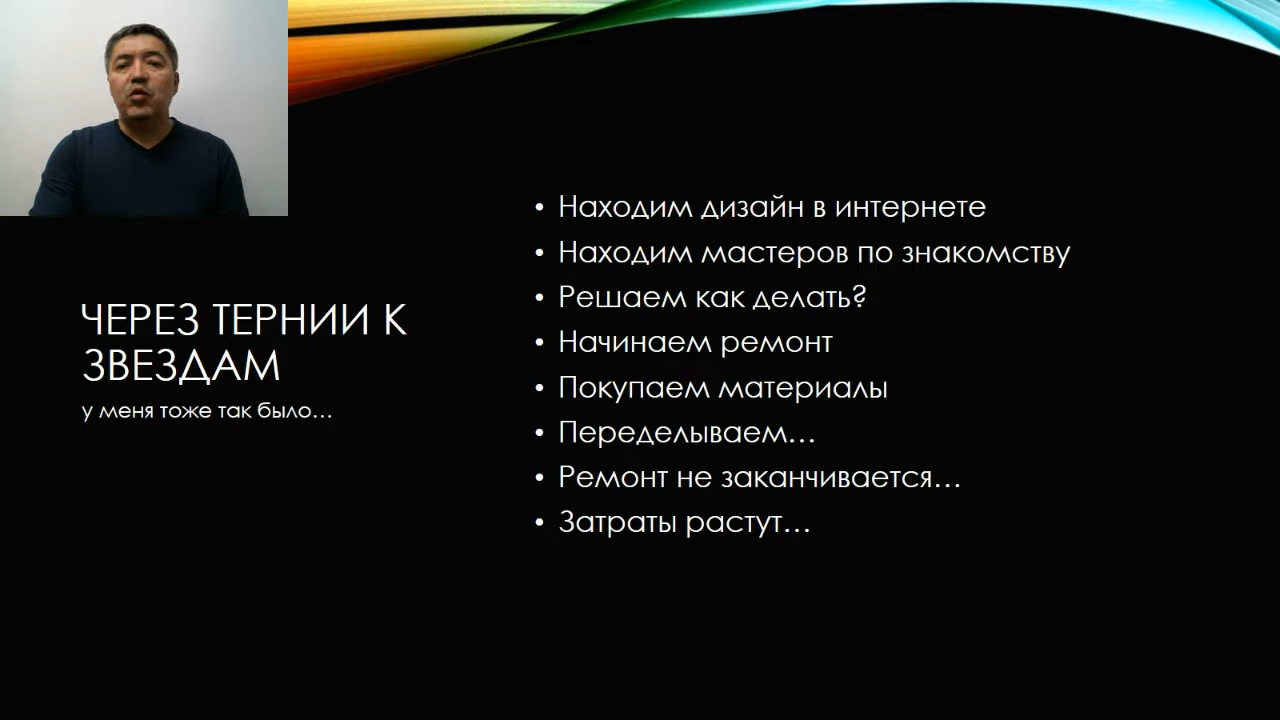 ЧЕРЕЗ ТЕРНИИ К
ЗВЕЗДАМ
у меня тоже так было...
• Находим дизайн в интернете
• Находим мастеров по знакомству
• Решаем как делать?
• Начинаем ремонт
• Покупаем материалы
• Переделываем...
• Ремонт не заканчивается...
• Затраты растут...